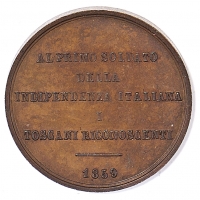 AL PRIMO SOLDATO
DELLA
INDIPENDENZA ITALIANA
I
TOSCANI RICONOSCENTI
1859